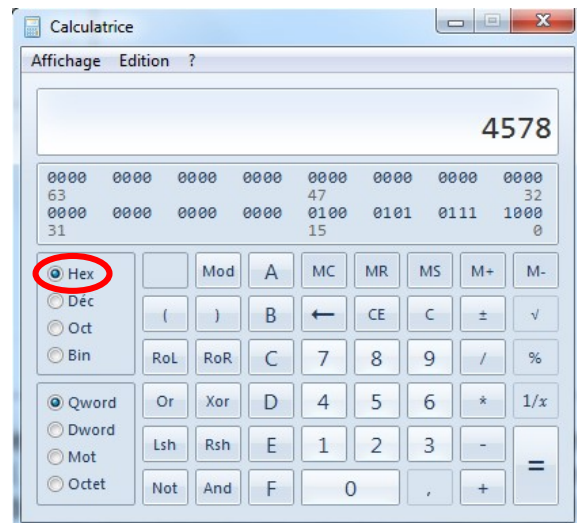 Calculatrice
Affichage Edition ?
4578
0000 0000 0000 0000 0000 0000 0000 0000
63 47 32
0000 0000 0000 0000 0100 0101 0111 1000
31 15 0
Hex Mod A MC MR MS M+ M-
Déc
Oct ( ) B ← CE C ± √
Bin RoL RoR C 7 8 9 / % 
Qword Or Xor D 4 5 6 * 1/x
Dword
Mot Lsh Rsh E 1 2 3 - =
Octet Not And F 0 , +